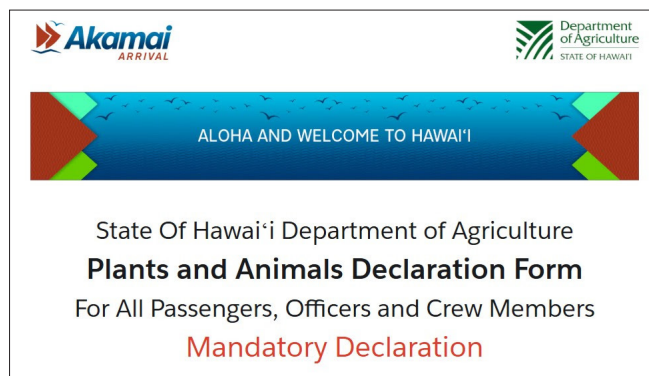 Akamai
ARRIVAL
Department
of Agriculture
STATE OF HAWAIʻI
ALOHA AND WELCOME TO HAWAIʻI
State Of Hawaiʻi Department of Agriculture
Plants and Animals Declaration Form
For All Passengers, Officers and Crew Members
Mandatory Declaration